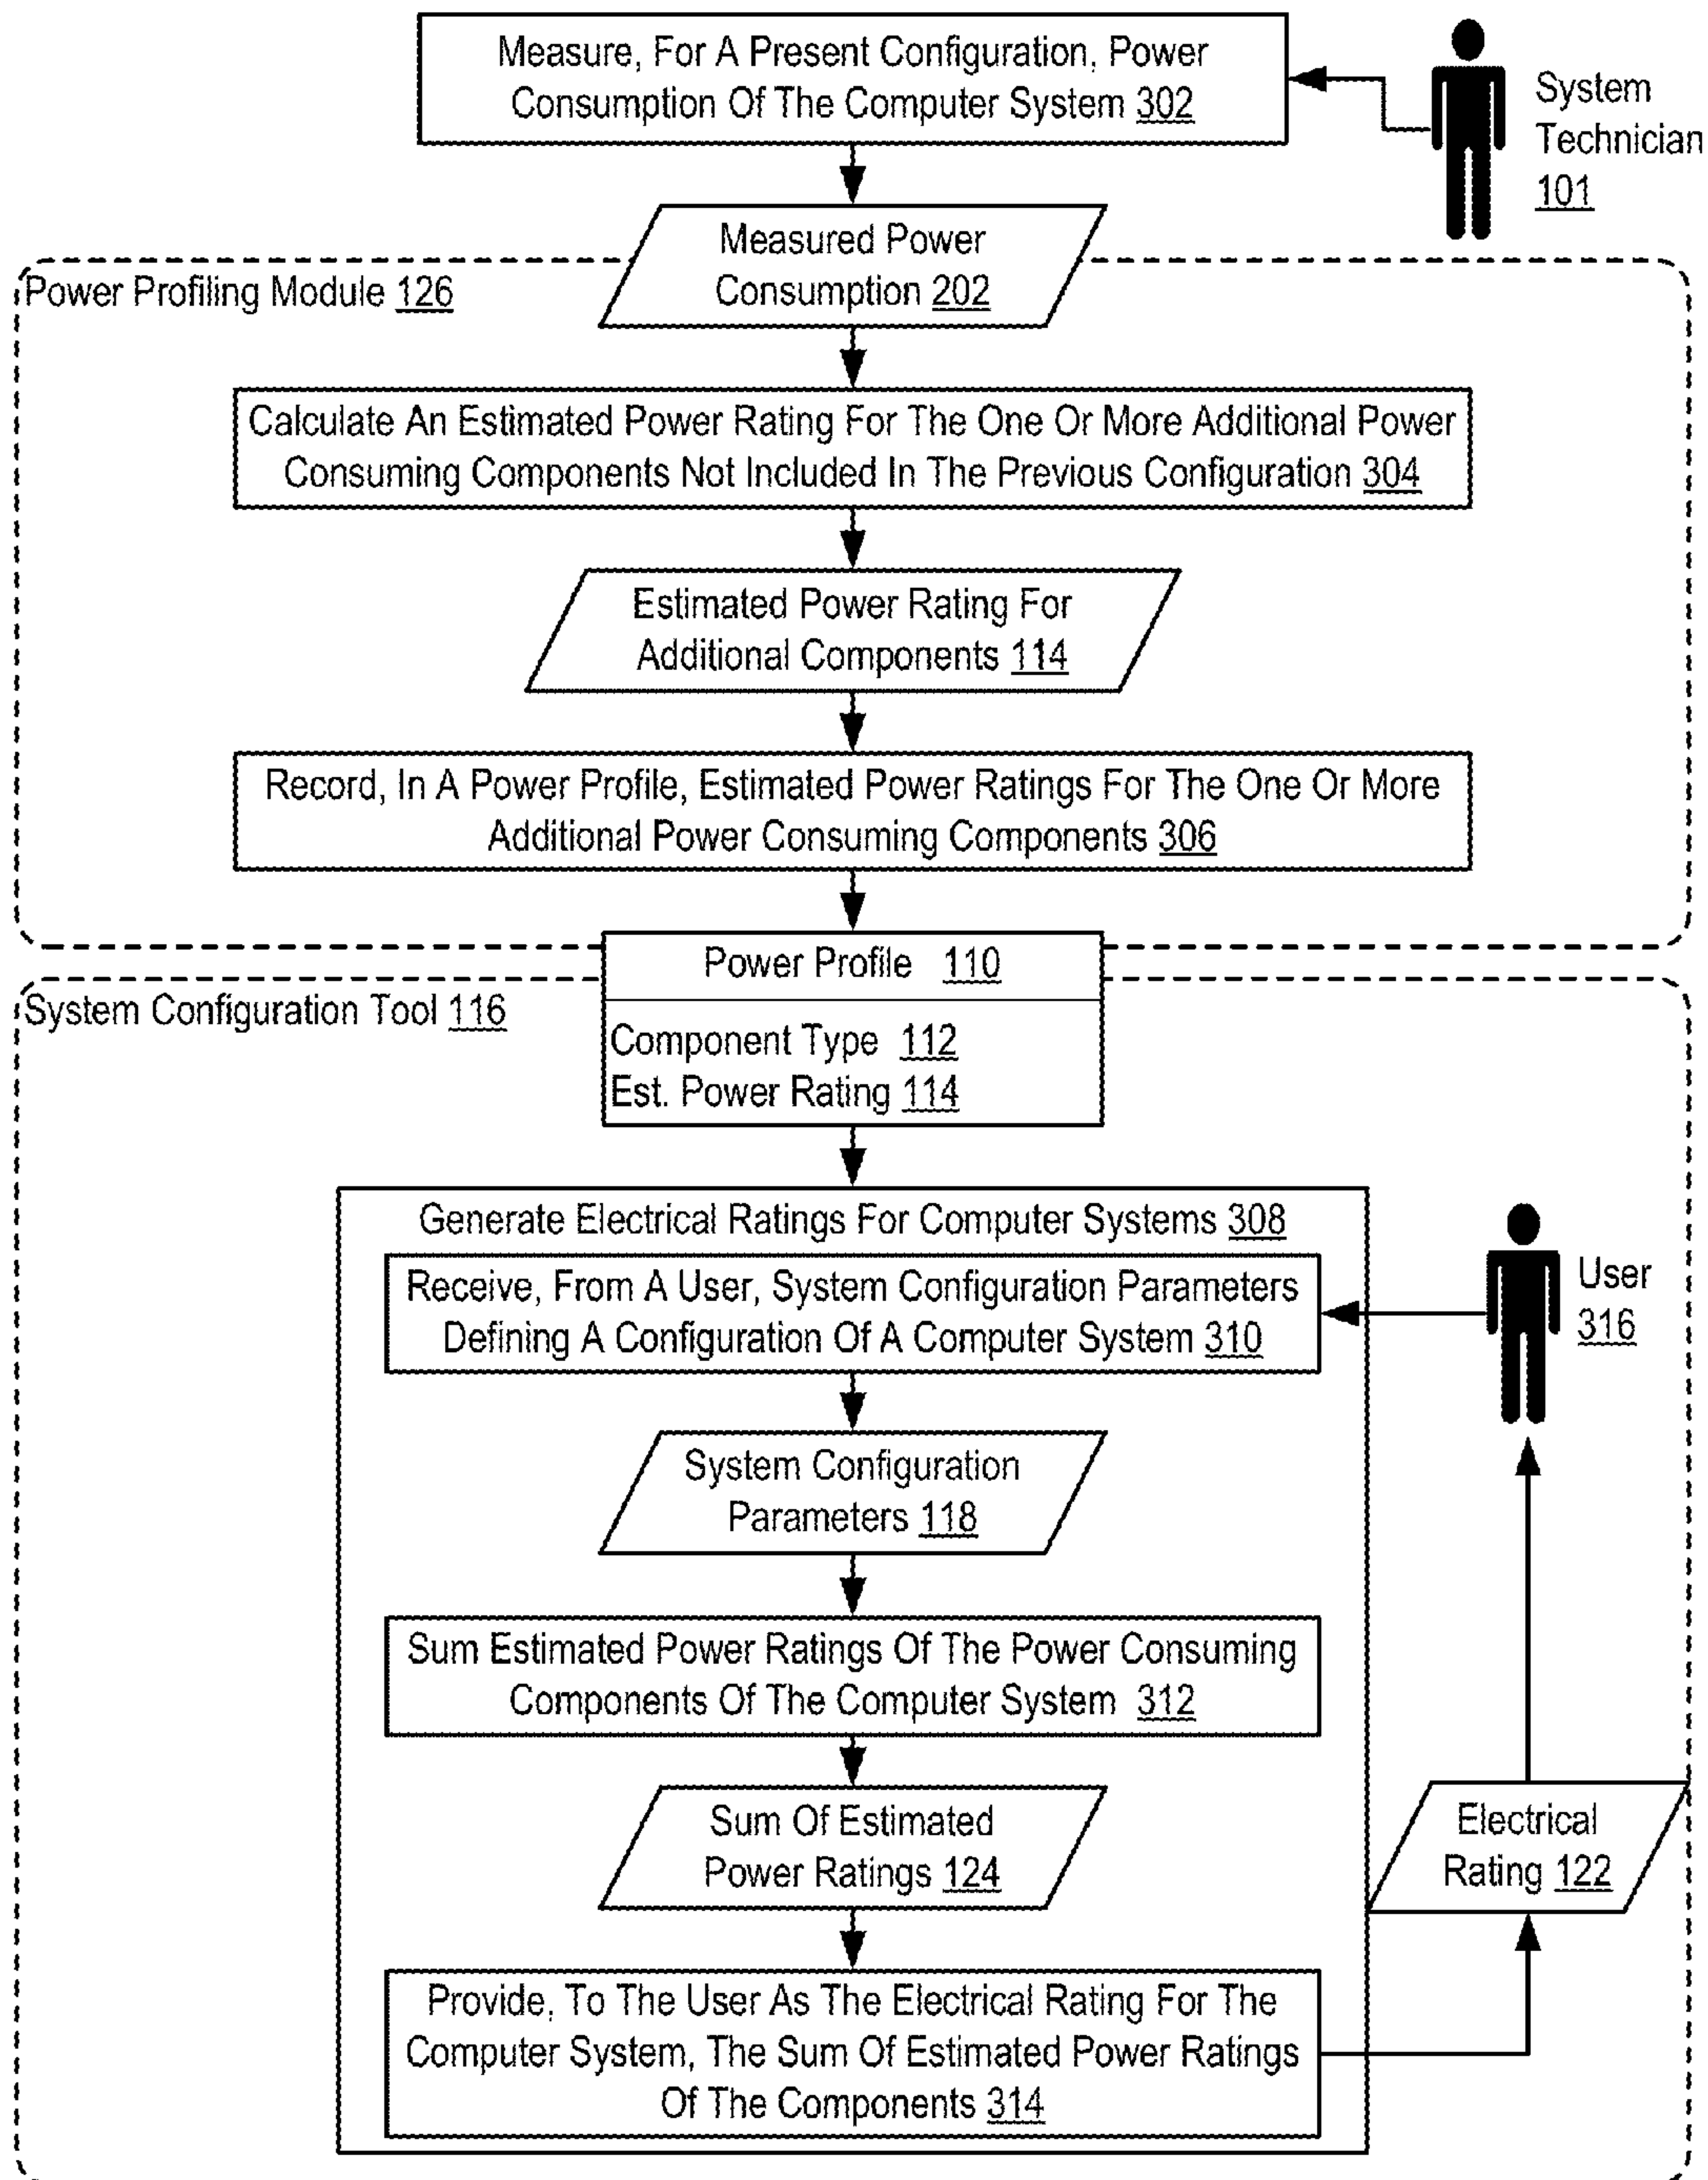 Measure, For A Present Configuration, Power
Consumption Of The Computer System 302
System
Technician
101
Measured Power
Consumption 202
Power Profiling Module 126
Calculate An Estimated Power Rating For The One Or More Additional Power
Consuming Components Not Included In The Previous Configuration 304
Estimated Power Rating For
Additional Components 114
Record, In A Power Profile, Estimated Power Ratings For The One Or More
Additional Power Consuming Components 306
Power Profile 110
System Configuration Tool 116
Component Type 112
Est. Power Rating 114
Generate Electrical Ratings For Computer Systems 308
Receive, From A User, System Configuration Parameters
Defining A Configuration Of A Computer System 310
User
316
System Configuration
Parameters 118
Sum Estimated Power Ratings Of The Power Consuming
Components Of The Computer System 312
Sum Of Estimated
Power Ratings 124
Electrical
Rating 122
Provide, To The User As The Electrical Rating For The
Computer System, The Sum Of Estimated Power Ratings
Of The Components 314